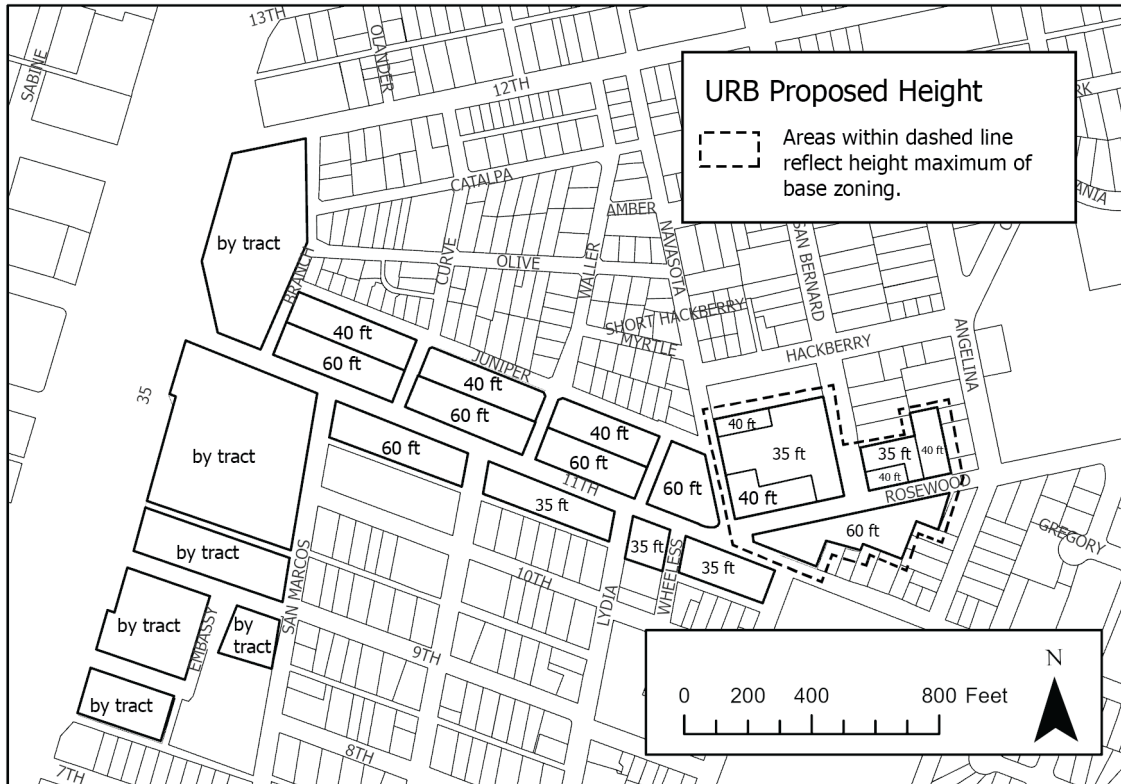 13TH
OLANDER
SABINE
12TH
URB Proposed Height
Areas within dashed line
reflect height maximum of
base zoning.
RK
ANIA
CATALPA
AMBER
NAVASOTA
SAN BERNARD
by tract
BRANCH
CURVE
OLIVE
WALLER
SHORT HACKBERRY
MYRTLE
HACKBERRY
ANGELINA
40 ft
60 ft
JUNIPER
40 ft
60 ft
40 ft
60 ft
60 ft
35
by tract
60 ft
11TH
35 ft
40 ft
35 ft
40 ft
35 ft
40 ft
40 ft
ROSEWOOD
60 ft
GREGORY
by tract
SAN MARCOS
10TH
LYDIA
35 ft
WHEELESS
35 ft
by tract
EMBASSY
by
tract
by tract
9TH
8TH
7TH
0 200 400 800 Feet
N